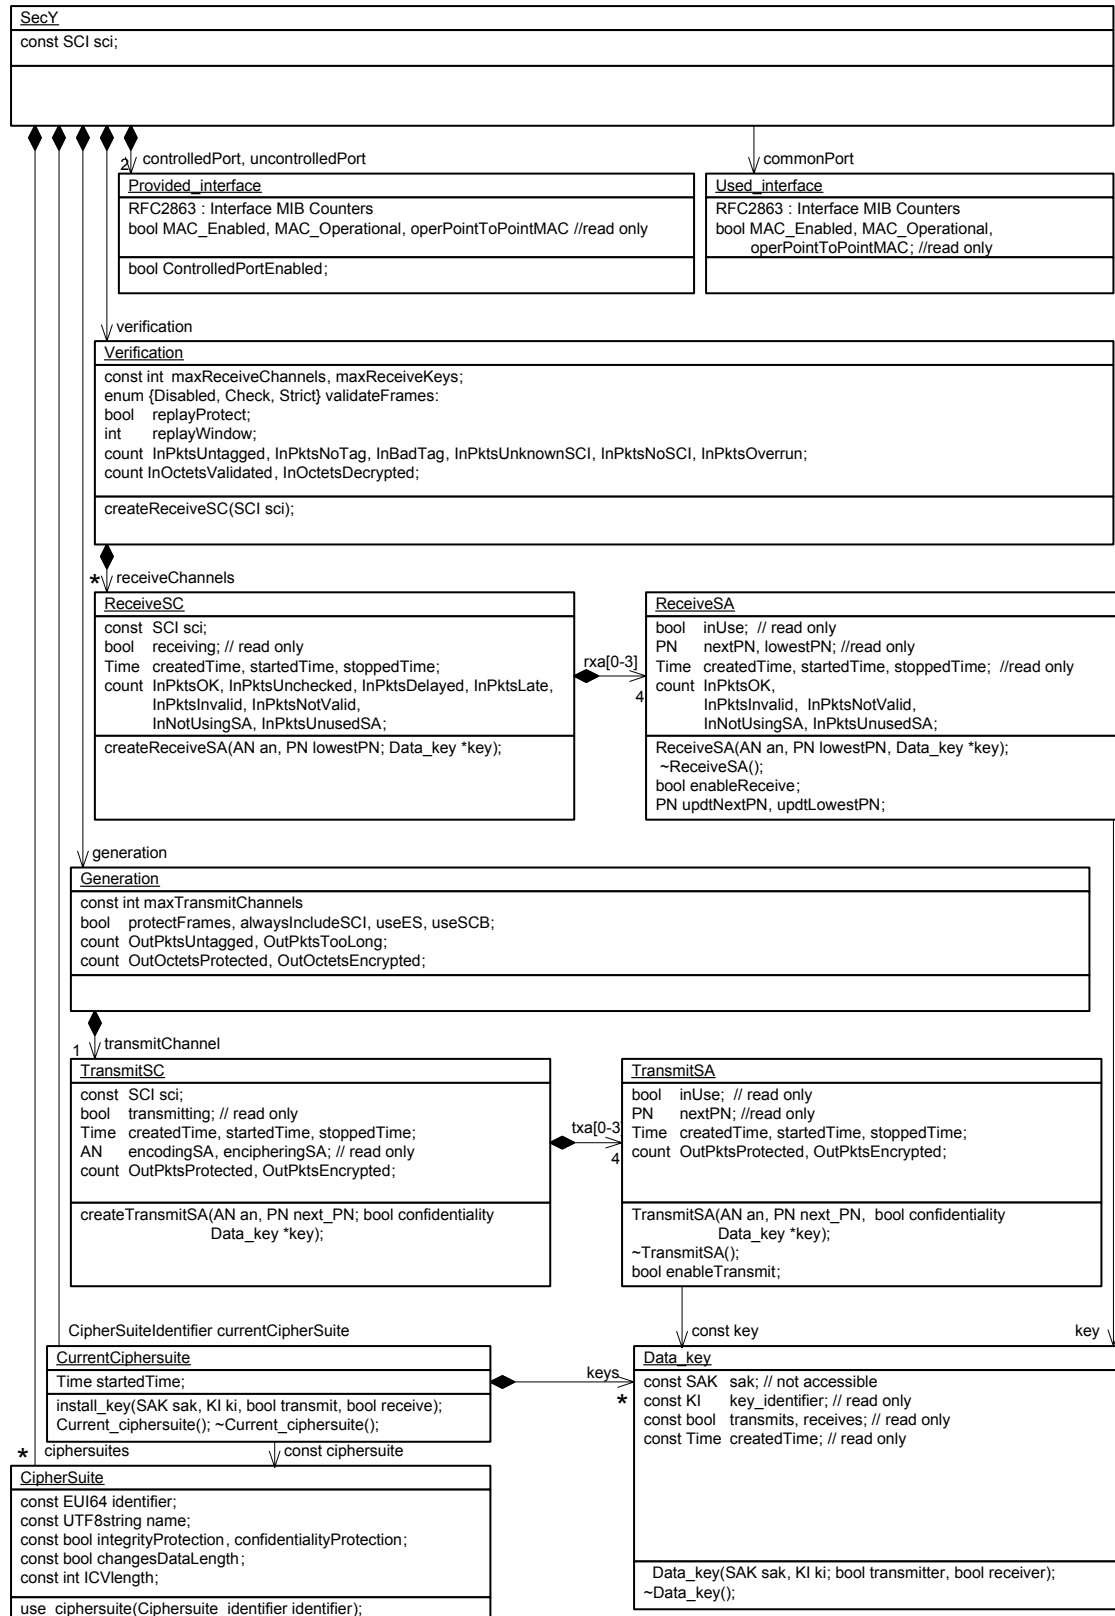 SecY
const SCI sci;
2
controlledPort, uncontrolledPort
commonPort
Provided_interface
RFC2863 : Interface MIB Counters
bool MAC_Enabled, MAC_Operational, operPointToPointMAC //read only
bool ControlledPortEnabled;
Used_interface
RFC2863 : Interface MIB Counters
bool MAC_Enabled, MAC_Operational,
operPointToPointMAC; //read only
verification
Verification
const int maxReceiveChannels, maxReceiveKeys;
enum {Disabled, Check, Strict} validateFrames:
bool replayProtect;
int replayWindow;
count InPktsUntagged, InPktsNoTag, InBadTag, InPktsUnknownSCI, InPktsNoSCI, InPktsOverrun;
count InOctetsValidated, InOctetsDecrypted;
createReceiveSC(SCI sci);
* receiveChannels
ReceiveSC
const SCI sci;
bool receiving; // read only
Time createdTime, startedTime, stoppedTime;
count InPktsOK, InPktsUnchecked, InPktsDelayed, InPktsLate,
InPktsInvalid, InPktsNotValid,
InNotUsingSA, InPktsUnusedSA;
createReceiveSA(AN an, PN lowestPN; Data_key *key);
rxa[0-3]
4
ReceiveSA
bool inUse; // read only
PN nextPN, lowestPN; //read only
Time createdTime, startedTime, stoppedTime; //read only
count InPktsOK,
InPktsInvalid, InPktsNotValid,
InNotUsingSA, InPktsUnusedSA;
ReceiveSA(AN an, PN lowestPN, Data_key *key);
~ReceiveSA();
bool enableReceive;
PN updtNextPN, updtLowestPN;
generation
Generation
const int maxTransmitChannels
bool protectFrames, alwaysIncludeSCI, useES, useSCB;
count OutPktsUntagged, OutPktsTooLong;
count OutOctetsProtected, OutOctetsEncrypted;
1 transmitChannel
TransmitSC
const SCI sci;
bool transmitting; // read only
Time createdTime, startedTime, stoppedTime;
AN encodingSA, encipheringSA; // read only
count OutPktsProtected, OutPktsEncrypted;
createTransmitSA(AN an, PN next_PN; bool confidentiality
Data_key *key);
txa[0-3]
4
TransmitSA
bool inUse; // read only
PN nextPN; //read only
Time createdTime, startedTime, stoppedTime;
count OutPktsProtected, OutPktsEncrypted;
TransmitSA(AN an, PN next_PN, bool confidentiality
Data_key *key);
~TransmitSA();
bool enableTransmit;
CipherSuiteIdentifier currentCipherSuite
const key
key
CurrentCiphersuite
Time startedTime;
install_key(SAK sak, KI ki, bool transmit, bool receive);
Current_ciphersuite(); ~Current_ciphersuite();
keys
*
Data_key
const SAK sak; // not accessible
const KI key_identifier; // read only
const bool transmits, receives; // read only
const Time createdTime; // read only
Data_key(SAK sak, KI ki; bool transmitter, bool receiver);
~Data_key();
* ciphersuites
const ciphersuite
CipherSuite
const EUI64 identifier;
const UTF8string name;
const bool integrityProtection, confidentialityProtection;
const bool changesDataLength;
const int ICVlength;
use_ciphersuite(Ciphersuite_identifier identifier);